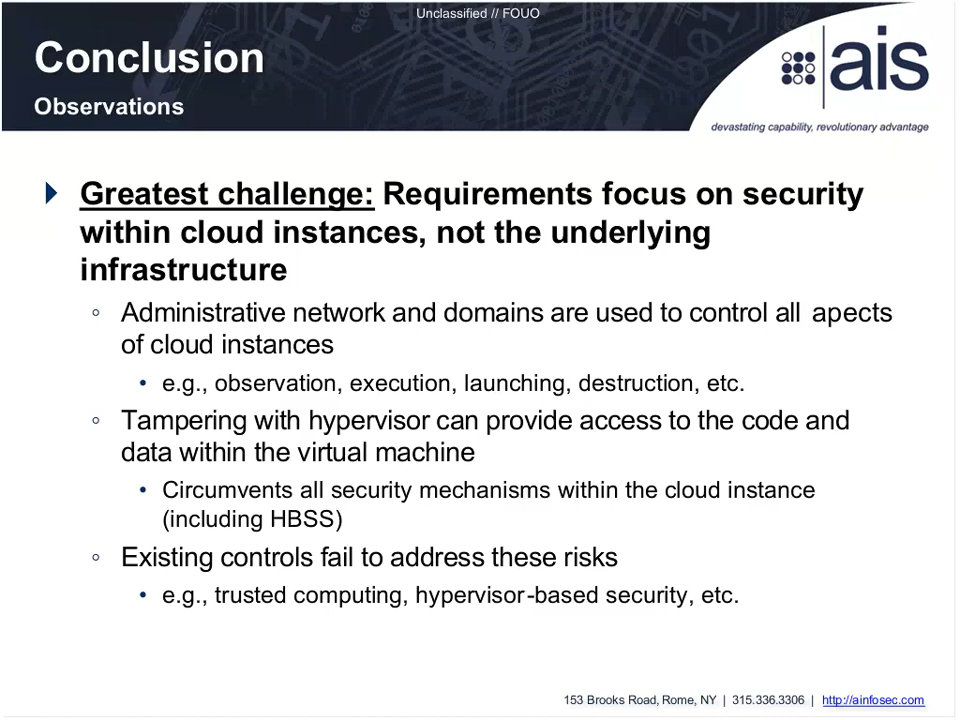 Unclassified // FOUO
Conclusion
Observations
ais
devastating capability, revolutionary advantage
Greatest challenge: Requirements focus on security
within cloud instances, not the underlying
infrastructure
◦ Administrative network and domains are used to control all apects
of cloud instances
• e.g., observation, execution, launching, destruction, etc.
◦ Tampering with hypervisor can provide access to the code and
data within the virtual machine
• Circumvents all security mechanisms within the cloud instance
(including HBSS)
◦ Existing controls fail to address these risks
• e.g., trusted computing, hypervisor-based security, etc.
153 Brooks Road, Rome, NY | 315.336.3306 | http://ainfosec.com